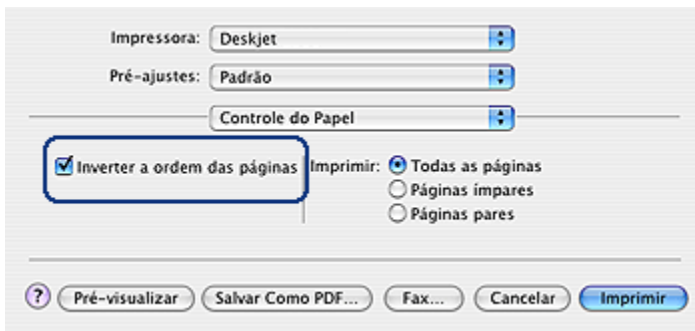 Impressora: Deskjet
Pré-ajustes: Padrão
Controle do Papel
Inverter a ordem das páginas Imprimir: Todas as páginas
Páginas ímpares
Páginas pares
? Pré-visualizar Salvar Como PDF... Fax... Cancelar Imprimir